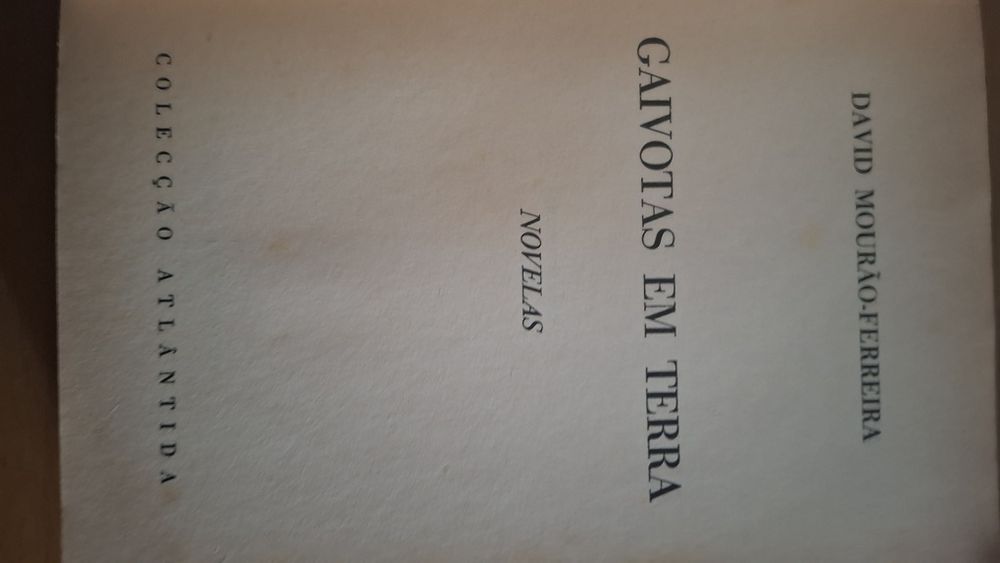 DAVID MOURÃO-FERREIRA
GAIVOTAS EM TERRA
NOVELAS
COLECÇÃO ATLÂNTIDA